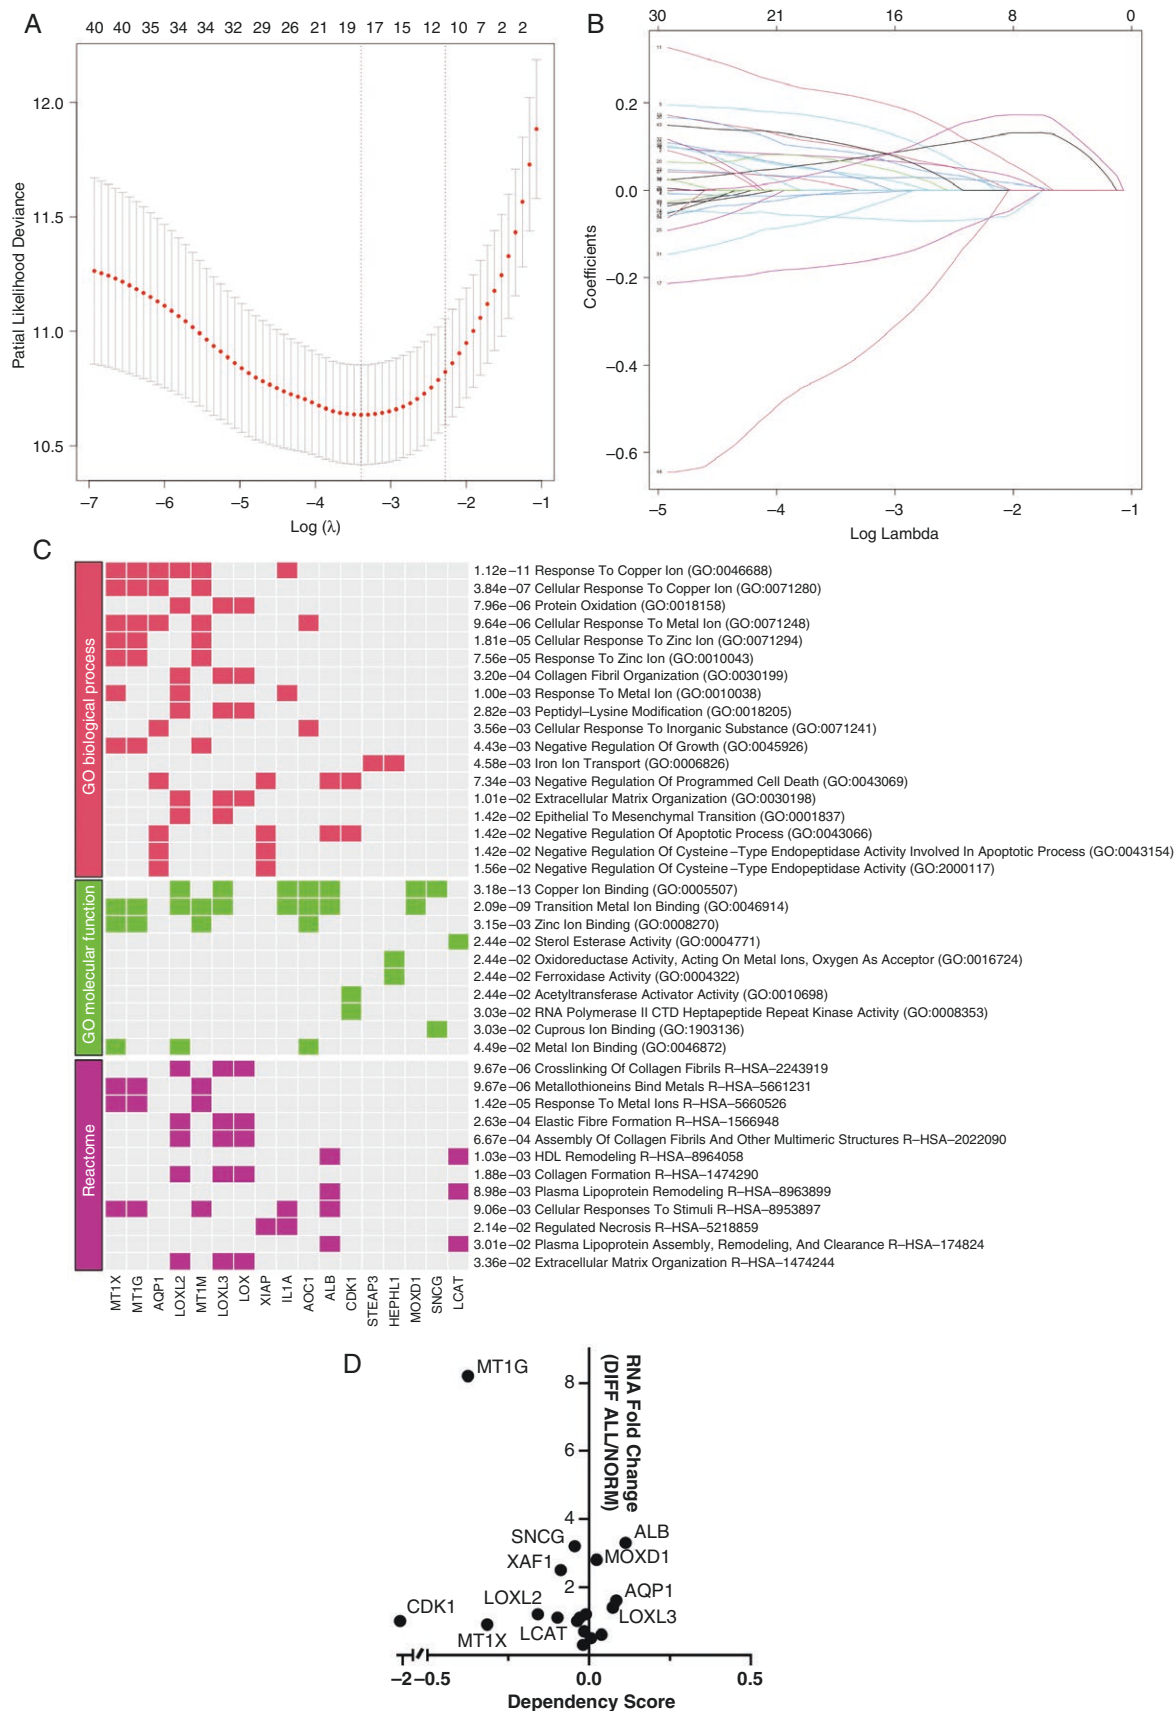 A
40 40 35 34 34 32 29 26 21 19 17 15 12 10 7 2 2
12.0
11.5
11.0
10.5
Patial Likelihood Deviance
−7 −6 −5 −4 −3 −2 −1
Log (λ)
B
30 21 14 8 0
0.2
0.0
−0.2
−0.4
−0.6
Coefficients
−5 −4 −3 −2 −1
Log Lambda
C
GO biological process
1.12e−11 Response To Copper Ion (GO:0046688)
3.84e−07 Cellular Response To Copper Ion (GO:0071280)
7.96e−06 Protein Oxidation (GO:0018158)
9.64e−06 Cellular Response To Metal Ion (GO:0071248)
1.81e−05 Cellular Response To Zinc Ion (GO:0071294)
7.56e−05 Response To Zinc Ion (GO:0010043)
3.20e−04 Collagen Fibril Organization (GO:0030199)
1.00e−03 Response To Metal Ion (GO:0010038)
2.82e−03 Peptidyl−Lysine Modification (GO:0018205)
3.56e−03 Cellular Response To Inorganic Substance (GO:0071241)
4.43e−03 Negative Regulation Of Growth (GO:0045926)
4.58e−03 Iron Ion Transport (GO:0006826)
7.34e−03 Negative Regulation Of Programmed Cell Death (GO:0043069)
1.01e−02 Extracellular Matrix Organization (GO:0030198)
1.42e−02 Epithelial To Mesenchymal Transition (GO:0001837)
1.42e−02 Negative Regulation Of Apoptotic Process (GO:0043066)
1.42e−02 Negative Regulation Of Cysteine−Type Endopeptidase Activity Involved In Apoptotic Process (GO:0043154)
1.56e−02 Negative Regulation Of Cysteine−Type Endopeptidase Activity (GO:2000117)
GO molecular function
3.18e−13 Copper Ion Binding (GO:0005507)
2.09e−09 Transition Metal Ion Binding (GO:0046914)
3.15e−03 Zinc Ion Binding (GO:0008270)
2.44e−02 Sterol Esterase Activity (GO:0004771)
2.44e−02 Oxidoreductase Activity, Acting On Metal Ions, Oxygen As Acceptor (GO:0016724)
2.44e−02 Ferroxidase Activity (GO:0004322)
2.44e−02 Acetyltransferase Activator Activity (GO:0010698)
3.03e−02 RNA Polymerase II CTD Heptapeptide Repeat Kinase Activity (GO:0008353)
3.03e−02 Cuprous Ion Binding (GO:1903136)
4.49e−02 Metal Ion Binding (GO:0046872)
Reactome
9.67e−06 Crosslinking Of Collagen Fibrils R−HSA−2243919
9.67e−06 Metallothioneins Bind Metals R−HSA−5661231
1.42e−05 Response To Metal Ions R−HSA−5660526
2.63e−04 Elastic Fibre Formation R−HSA−1566948
6.67e−04 Assembly Of Collagen Fibrils And Other Multimeric Structures R−HSA−2022090
1.03e−03 HDL Remodeling R−HSA−8964058
1.88e−03 Collagen Formation R−HSA−1474290
8.98e−03 Plasma Lipoprotein Remodeling R−HSA−8963899
9.06e−03 Cellular Responses To Stimuli R−HSA−8953897
2.14e−02 Regulated Necrosis R−HSA−5218859
3.01e−02 Plasma Lipoprotein Assembly, Remodeling, And Clearance R−HSA−174824
3.36e−02 Extracellular Matrix Organization R−HSA−1474244
MT1X MT1G AQP1 LOXL2 MT1M LOXL3 LOX XIAP IL1A AOC1 ALB CDK1 STEAP3 HEPHL1 MOXD1 SNCG LCAT
D
RNA Fold Change
(DIFF ALL/NORM)
MT1G
8
6
4
SNCG
ALB
XAF1
MOXD1
2
AQP1
LOXL2
CDK1
LOXL3
LCAT
MT1X
−2 −0.5 0.0 0.5
Dependency Score